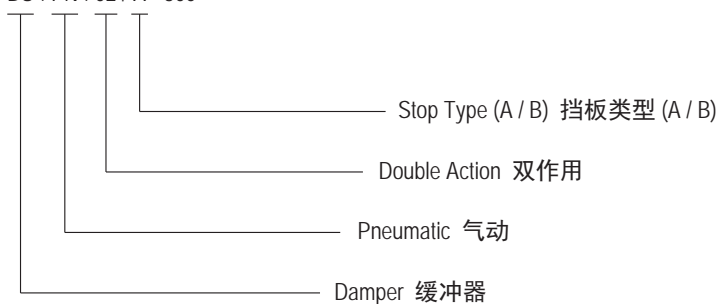 Stop Type (A / B) 挡板类型 (A / B)
Double Action 双作用
Pneumatic 气动
Damper 缓冲器